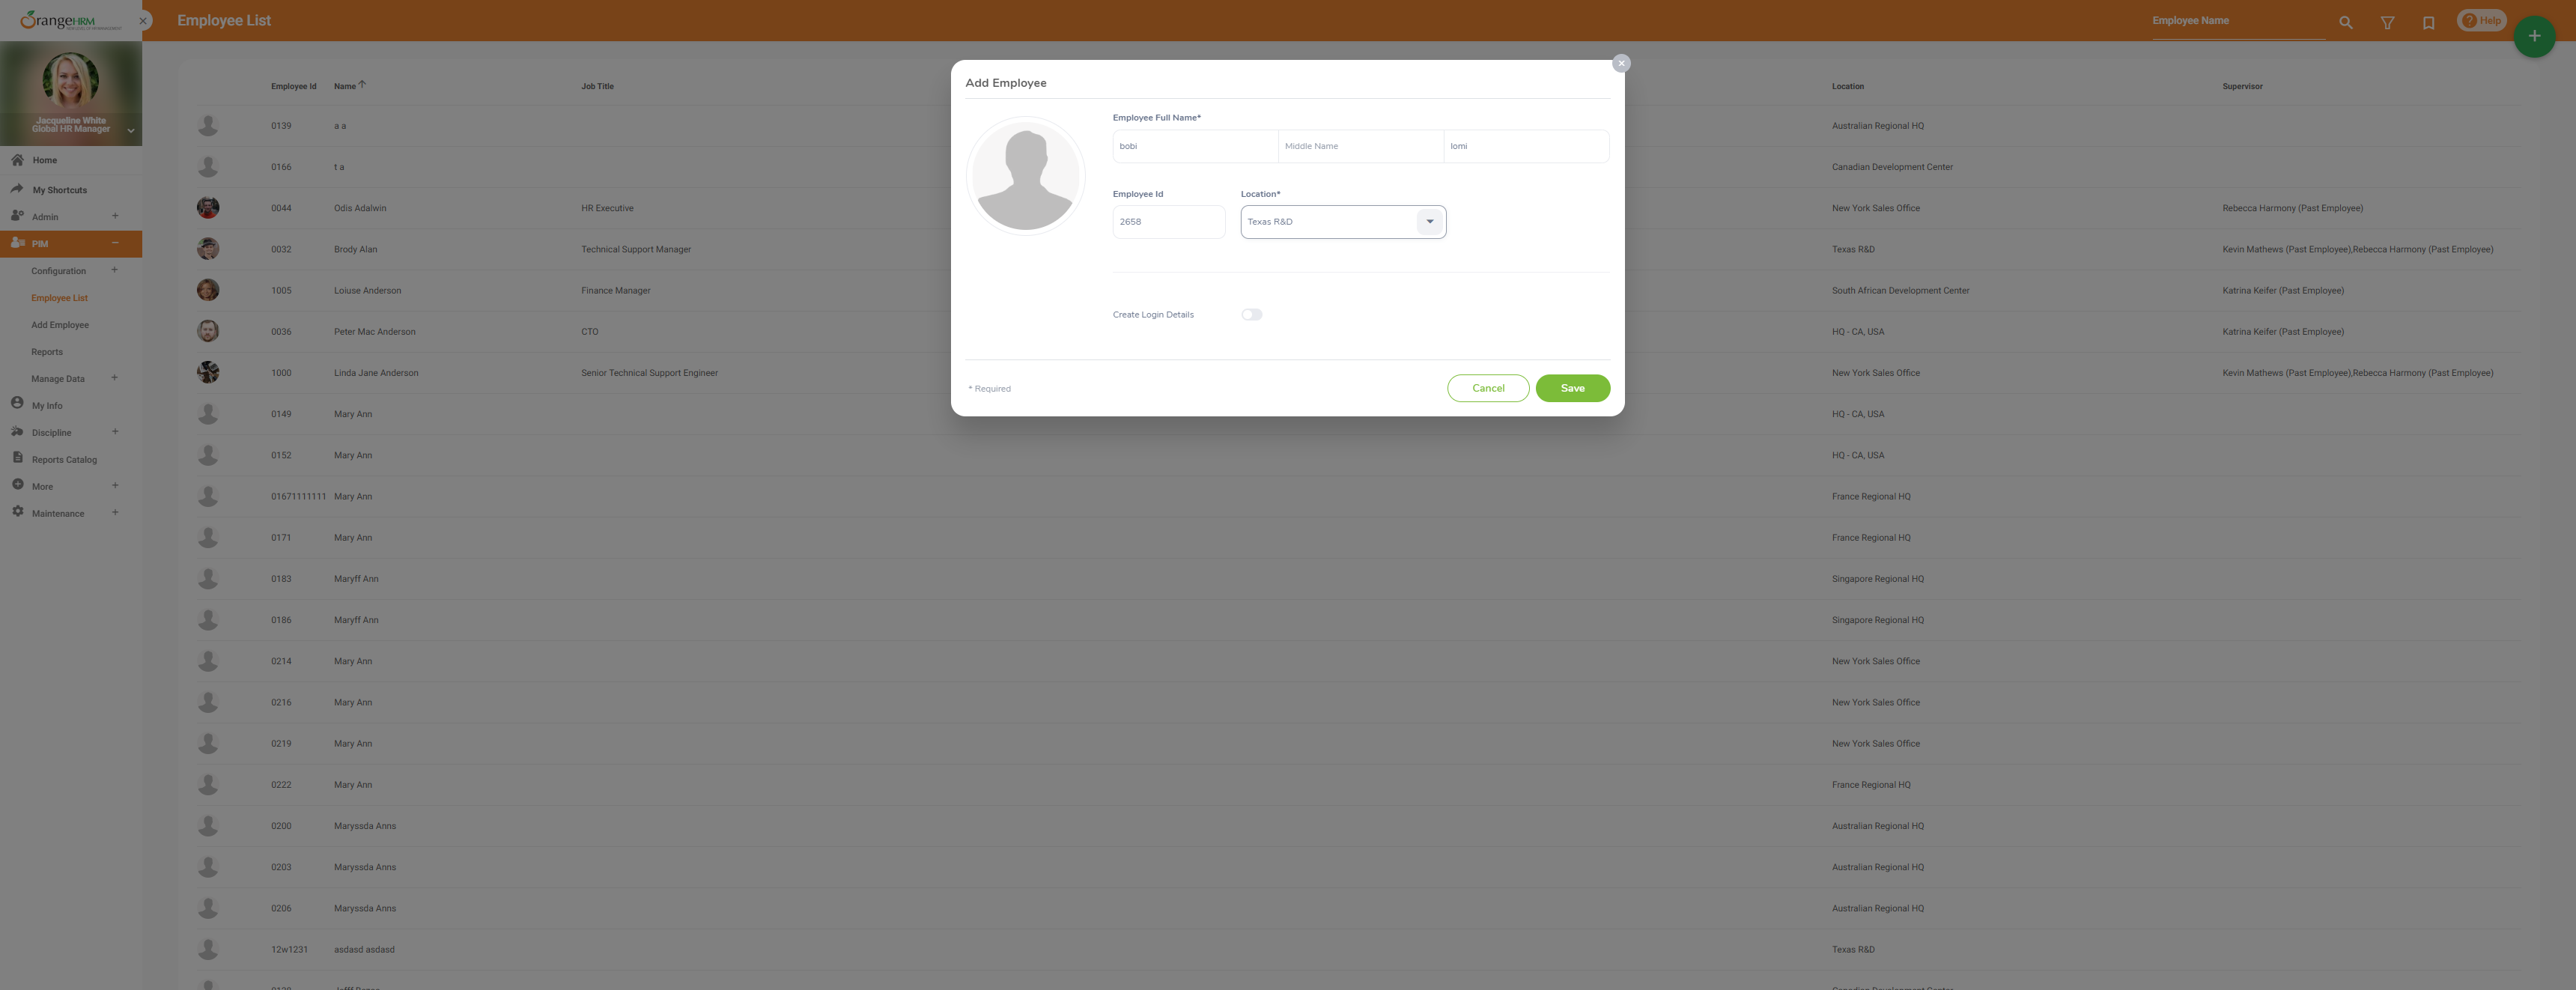 OrangeHRM
Employee List
Employee Name
Help
Jacqueline White
Global HR Manager
Home
My Shortcuts
Admin
PIM
Configuration
Employee List
Add Employee
Reports
Manage Data
My Info
Discipline
Reports Catalog
More
Maintenance
Employee Id Name Job Title Location Supervisor
0139 a a Australian Regional HQ
0166 t a Canadian Development Center
0044 Odis Adalwin HR Executive New York Sales Office Rebecca Harmony (Past Employee)
0032 Brody Alan Technical Support Manager Texas R&D Kevin Mathews (Past Employee),Rebecca Harmony (Past Employee)
1005 Loiuse Anderson Finance Manager South African Development Center Katrina Keifer (Past Employee)
0036 Peter Mac Anderson CTO HQ - CA, USA Katrina Keifer (Past Employee)
1000 Linda Jane Anderson Senior Technical Support Engineer New York Sales Office Kevin Mathews (Past Employee),Rebecca Harmony (Past Employee)
0149 Mary Ann HQ - CA, USA
0152 Mary Ann HQ - CA, USA
01671111111 Mary Ann France Regional HQ
0171 Mary Ann France Regional HQ
0183 Maryff Ann Singapore Regional HQ
0186 Maryff Ann Singapore Regional HQ
0214 Mary Ann New York Sales Office
0216 Mary Ann New York Sales Office
0219 Mary Ann New York Sales Office
0222 Mary Ann France Regional HQ
0200 Maryssda Anns Australian Regional HQ
0203 Maryssda Anns Australian Regional HQ
0206 Maryssda Anns Australian Regional HQ
12w1231 asdasd asdasd Texas R&D
Add Employee
Employee Full Name*
bobi Middle Name lomi
Employee Id Location*
2658 Texas R&D
Create Login Details
* Required Cancel Save